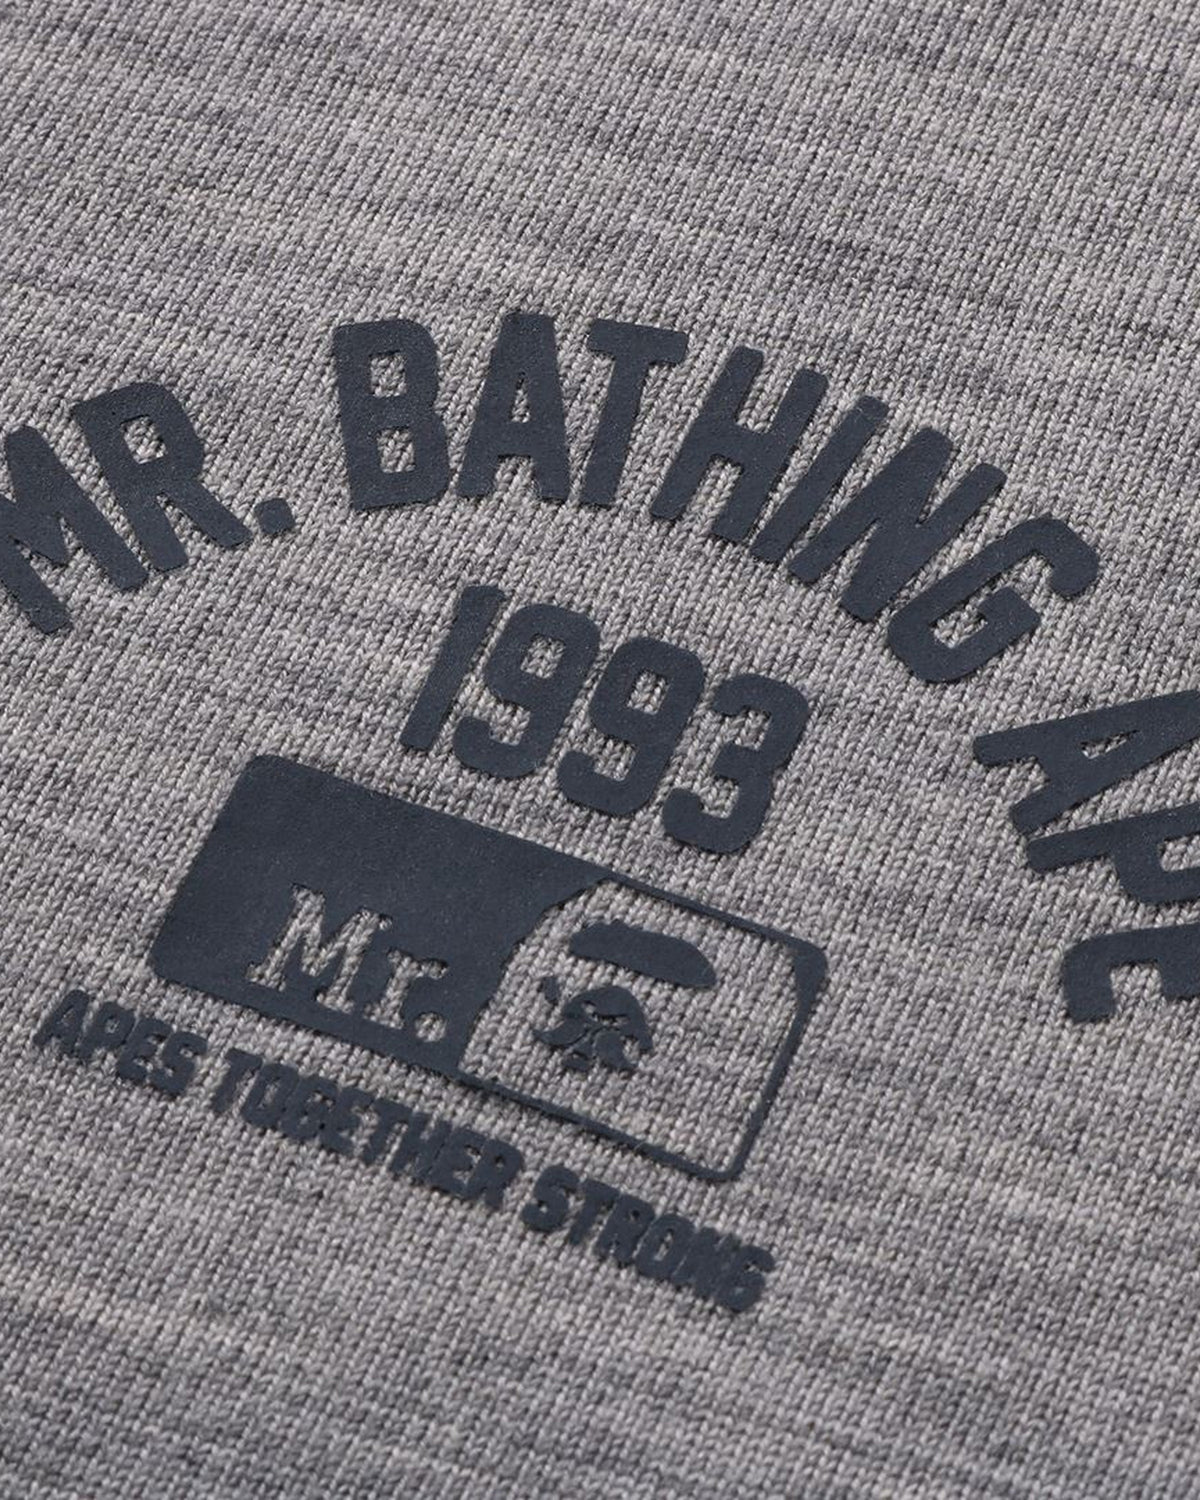 MR. BATHING APE
1993
Mr.
APES TOGETHER STRONG